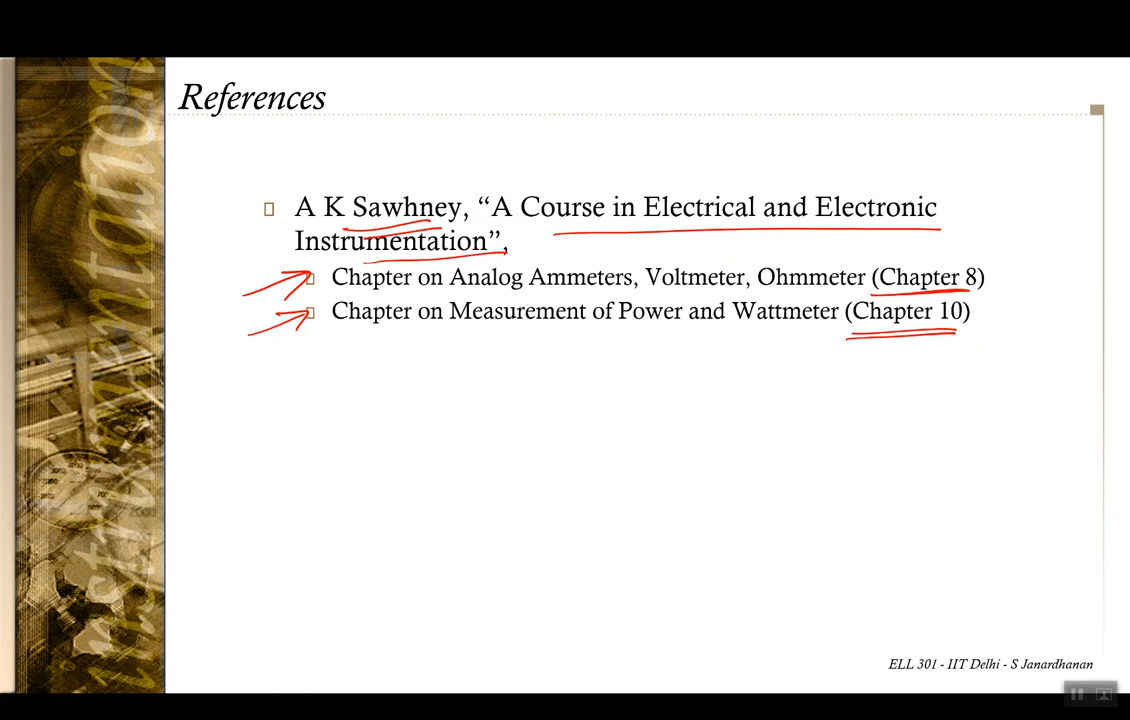 References
A K Sawhney, “A Course in Electrical and Electronic
Instrumentation”,
Chapter on Analog Ammeters, Voltmeter, Ohmmeter (Chapter 8)
Chapter on Measurement of Power and Wattmeter (Chapter 10)
ELL 301 - IIT Delhi - S Janardhanan